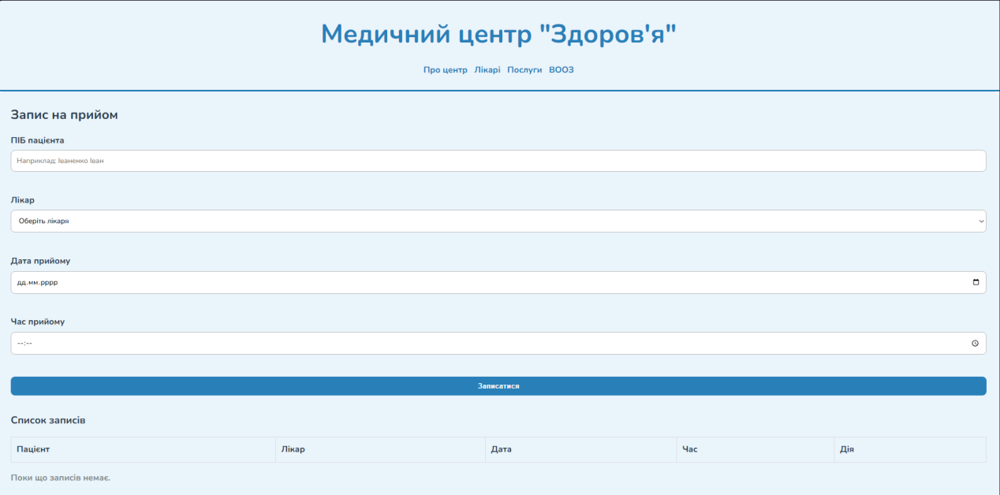 Медичний центр "Здоров'я"
Про центр Лікарі Послуги ВООЗ
Запис на прийом
ПІБ пацієнта
Наприклад: Іваненко Іван
Лікар
Оберіть лікаря
Дата прийому
дд.мм.рррр
Час прийому
--:--
Записатися
Список записів
Пацієнт Лікар Дата Час Дія
Поки що записів немає.